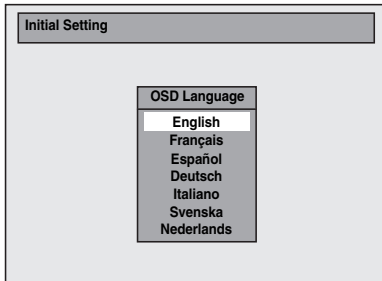 Initial Setting
OSD Language
English
Français
Español
Deutsch
Italiano
Svenska
Nederlands